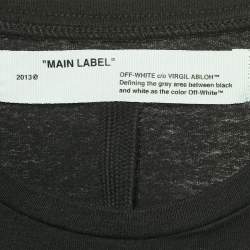 "MAIN LABEL"
2013® OFF-WHITE c/o VIRGIL ABLOH™
Defining the grey area between black
and white as the color Off-White™